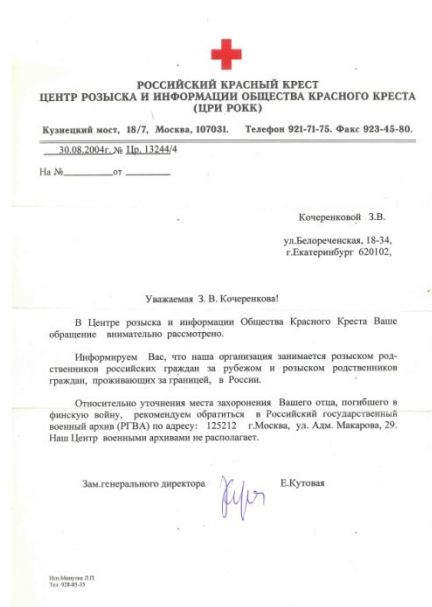 РОССИЙСКИЙ КРАСНЫЙ КРЕСТ
ЦЕНТР РОЗЫСКА И ИНФОРМАЦИИ ОБЩЕСТВА КРАСНОГО КРЕСТА
(ЦРИ РОКК)
Кузнецкий мост, 18/7, Москва, 107031. Телефон 921-71-75. Факс 923-45-80.
30.08.2004г. № Цр. 13244/4
На №________от ________
Кочеренковой З.В.
ул.Белореченская, 18-34,
г.Екатеринбург 620102,
Уважаемая З. В. Кочеренкова!
В Центре розыска и информации Общества Красного Креста Ваше
обращение внимательно рассмотрено.
Информируем Вас, что наша организация занимается розыском род-
ственников российских граждан за рубежом и розыском родственников
граждан, проживающих за границей, в России.
Относительно уточнения места захоронения Вашего отца, погибшего в
финскую войну, рекомендуем обратиться в Российский государственный
военный архив (РГВА) по адресу: 125212 г.Москва, ул. Адм. Макарова, 29.
Наш Центр военными архивами не располагает.
Зам.генерального директора Е.Кутовая
Исп.Минутко Л.П.